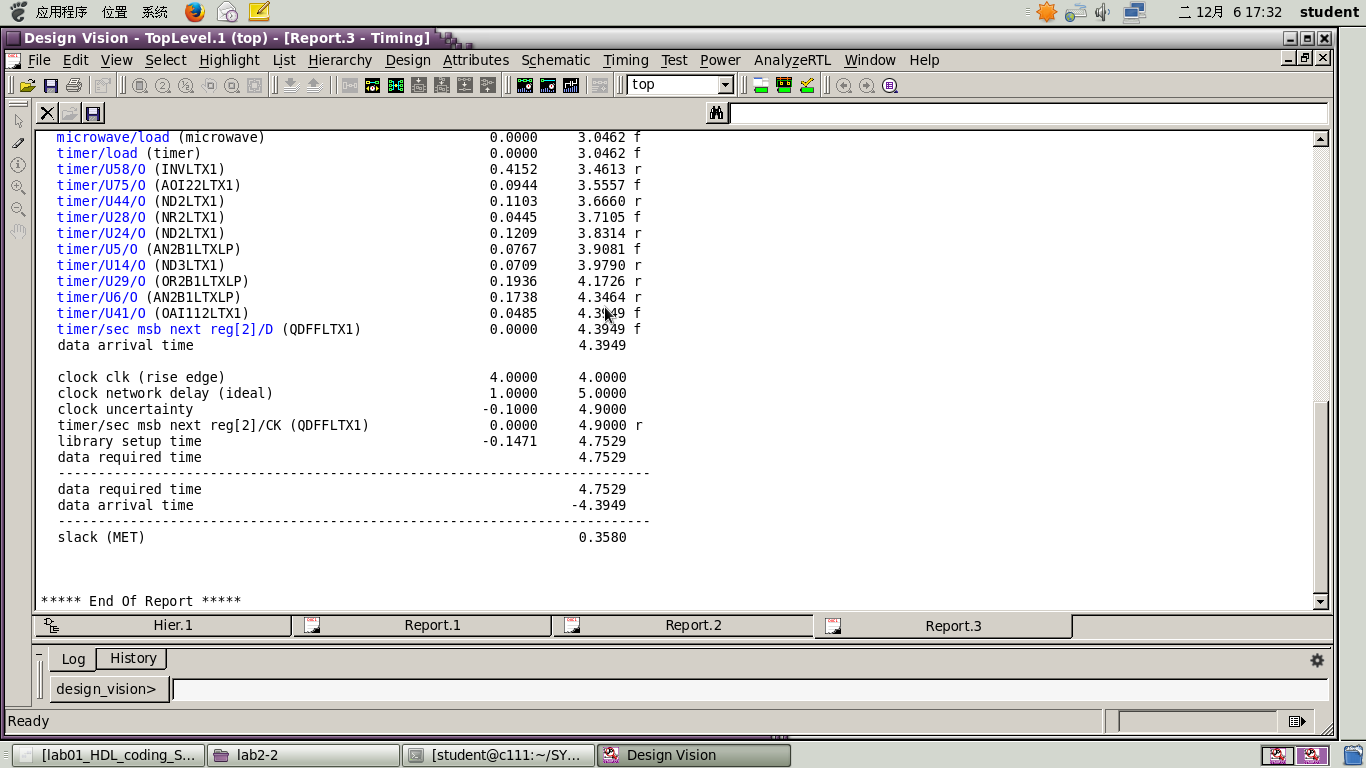 应用程序 位置 系统 二 12月 6 17:32 student
Design Vision - TopLevel.1 (top) - [Report.3 - Timing]
File Edit View Select Highlight List Hierarchy Design Attributes Schematic Timing Test Power AnalyzeRTL Window Help
top
microwave/load (microwave) 0.0000 3.0462 f
timer/load (timer) 0.0000 3.0462 f
timer/U58/O (INVLTX1) 0.4152 3.4613 r
timer/U75/O (AOI22LTX1) 0.0944 3.5557 f
timer/U44/O (ND2LTX1) 0.1103 3.6660 r
timer/U28/O (NR2LTX1) 0.0445 3.7105 f
timer/U24/O (ND2LTX1) 0.1209 3.8314 r
timer/U5/O (AN2B1LTXLP) 0.0767 3.9081 f
timer/U14/O (ND3LTX1) 0.0709 3.9790 r
timer/U29/O (OR2B1LTXLP) 0.1936 4.1726 r
timer/U6/O (AN2B1LTXLP) 0.1738 4.3464 r
timer/U41/O (OAI112LTX1) 0.0485 4.3949 f
timer/sec msb next reg[2]/D (QDFFLTX1) 0.0000 4.3949 f
data arrival time 4.3949
clock clk (rise edge) 4.0000 4.0000
clock network delay (ideal) 1.0000 5.0000
clock uncertainty -0.1000 4.9000
timer/sec msb next reg[2]/CK (QDFFLTX1) 0.0000 4.9000 r
library setup time -0.1471 4.7529
data required time 4.7529
--------------------------------------------------------------------------
data required time 4.7529
data arrival time -4.3949
--------------------------------------------------------------------------
slack (MET) 0.3580
***** End Of Report *****
Hier.1 Report.1 Report.2 Report.3
Log History
design_vision>
Ready
[lab01_HDL_coding_S... lab2-2 [student@c111:~/SY... Design Vision